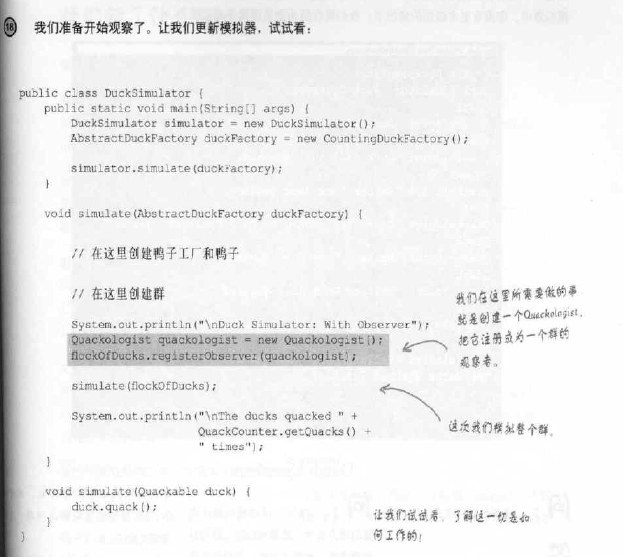 18 我们准备开始观察了。让我们更新模拟器，试试看：
public class DuckSimulator {
public static void main(String[] args) {
DuckSimulator simulator = new DuckSimulator();
AbstractDuckFactory duckFactory = new CountingDuckFactory();
simulator.simulate(duckFactory);
}
void simulate(AbstractDuckFactory duckFactory) {
// 在这里创建鸭子工厂和鸭子
// 在这里创建群
System.out.println("\nDuck Simulator: With Observer");
Quackologist quackologist = new Quackologist();
flockOfDucks.registerObserver(quackologist);
simulate(flockOfDucks);
System.out.println("\nThe ducks quacked " +
QuackCounter.getQuacks() +
" times");
}
void simulate(Quackable duck) {
duck.quack();
}
}
我们在这里所需要做的事
就是创建一个Quackologist，
把它注册成为一个群的
观察者。
这次我们模拟整个群。
让我们试试看，了解这一切是如
何工作的！